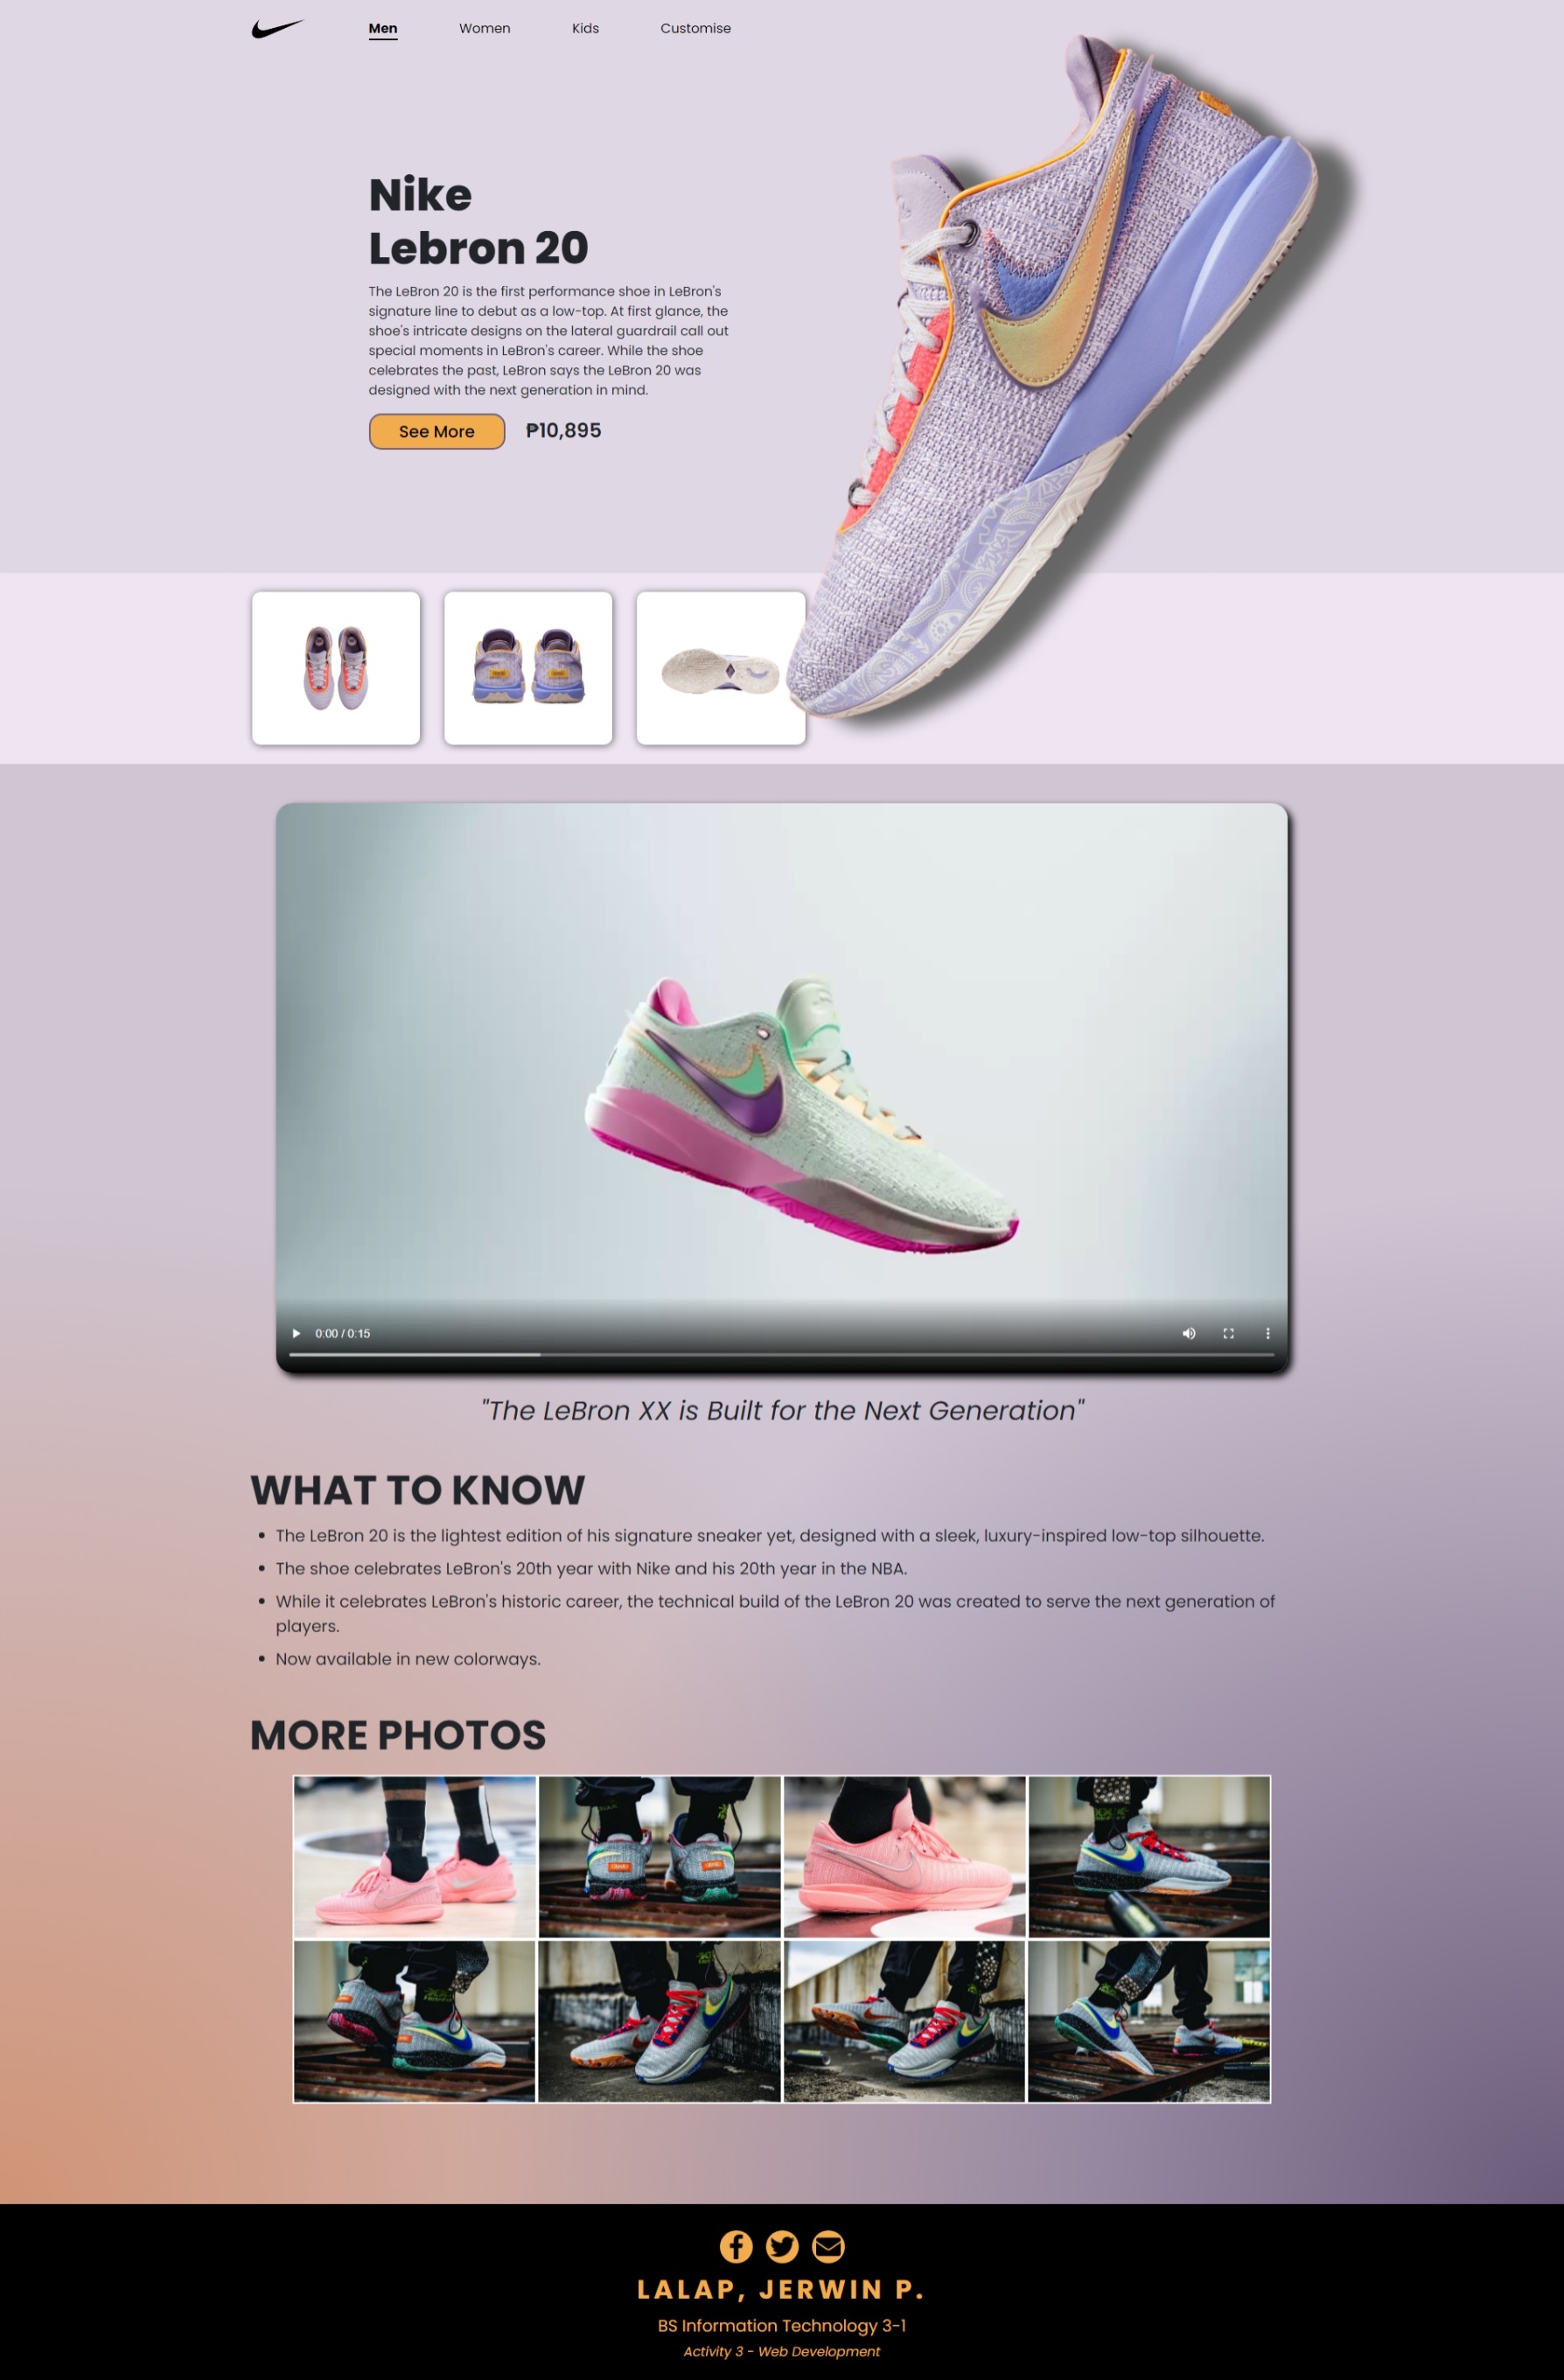 Men
Women
Kids
Customise
Nike
Lebron 20
The LeBron 20 is the first performance shoe in LeBron's
signature line to debut as a low-top. At first glance, the
shoe's intricate designs on the lateral guardrail call out
special moments in LeBron's career. While the shoe
celebrates the past, LeBron says the LeBron 20 was
designed with the next generation in mind.
See More
₱10,895
0:00 / 0:15
"The LeBron XX is Built for the Next Generation"
WHAT TO KNOW
• The LeBron 20 is the lightest edition of his signature sneaker yet, designed with a sleek, luxury-inspired low-top silhouette.
• The shoe celebrates LeBron's 20th year with Nike and his 20th year in the NBA.
• While it celebrates LeBron's historic career, the technical build of the LeBron 20 was created to serve the next generation of
players.
• Now available in new colorways.
MORE PHOTOS
LALAP, JERWIN P.
BS Information Technology 3-1
Activity 3 - Web Development